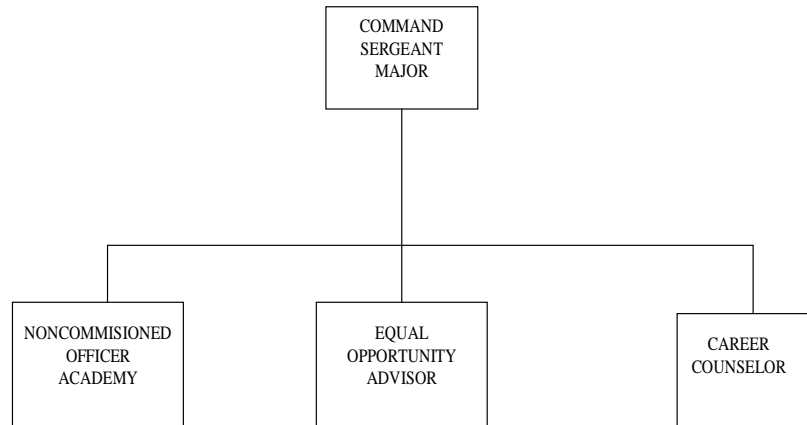 COMMAND
SERGEANT
MAJOR
NONCOMMISIONED
OFFICER
ACADEMY
EQUAL
OPPORTUNITY
ADVISOR
CAREER
COUNSELOR